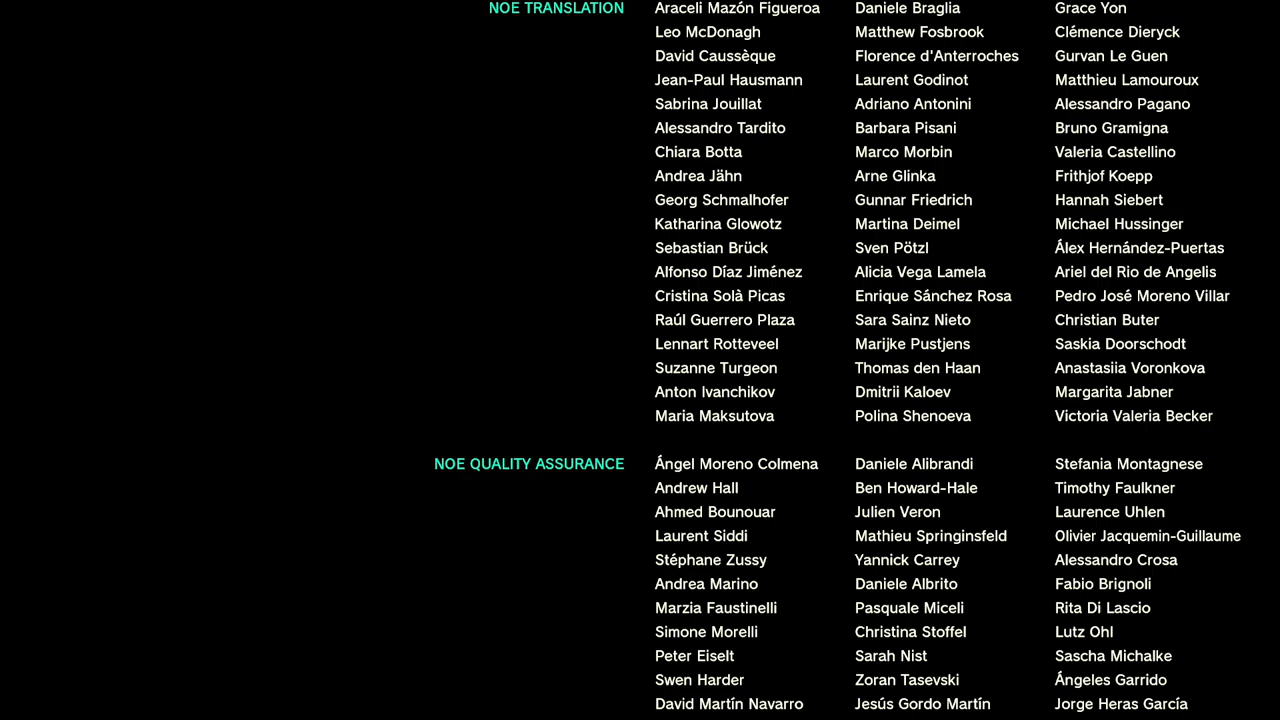 NOE TRANSLATION Araceli Mazón Figueroa Daniele Braglia Grace Yon
Leo McDonagh Matthew Fosbrook Clémence Dieryck
David Caussèque Florence d'Anterroches Gurvan Le Guen
Jean-Paul Hausmann Laurent Godinot Matthieu Lamouroux
Sabrina Jouillat Adriano Antonini Alessandro Pagano
Alessandro Tardito Barbara Pisani Bruno Gramigna
Chiara Botta Marco Morbin Valeria Castellino
Andrea Jähn Arne Glinka Frithjof Koepp
Georg Schmalhofer Gunnar Friedrich Hannah Siebert
Katharina Glowotz Martina Deimel Michael Hussinger
Sebastian Brück Sven Pötzl Álex Hernández-Puertas
Alfonso Díaz Jiménez Alicia Vega Lamela Ariel del Rio de Angelis
Cristina Solà Picas Enrique Sánchez Rosa Pedro José Moreno Villar
Raúl Guerrero Plaza Sara Sainz Nieto Christian Buter
Lennart Rotteveel Marijke Pustjens Saskia Doorschodt
Suzanne Turgeon Thomas den Haan Anastasiia Voronkova
Anton Ivanchikov Dmitrii Kaloev Margarita Jabner
Maria Maksutova Polina Shenoeva Victoria Valeria Becker
NOE QUALITY ASSURANCE Ángel Moreno Colmena Daniele Alibrandi Stefania Montagnese
Andrew Hall Ben Howard-Hale Timothy Faulkner
Ahmed Bounouar Julien Veron Laurence Uhlen
Laurent Siddi Mathieu Springinsfeld Olivier Jacquemin-Guillaume
Stéphane Zussy Yannick Carrey Alessandro Crosa
Andrea Marino Daniele Albrito Fabio Brignoli
Marzia Faustinelli Pasquale Miceli Rita Di Lascio
Simone Morelli Christina Stoffel Lutz Ohl
Peter Eiselt Sarah Nist Sascha Michalke
Swen Harder Zoran Tasevski Ángeles Garrido
David Martín Navarro Jesús Gordo Martín Jorge Heras García